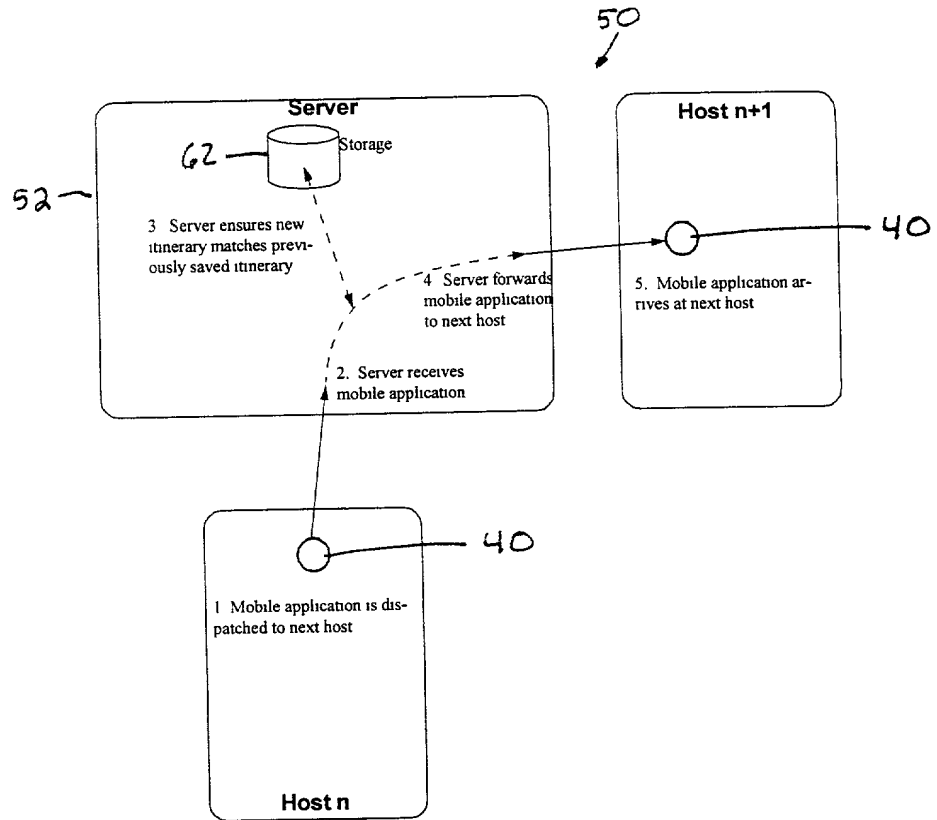 50
Server
Host n+1
62
Storage
52
3 Server ensures new
itinerary matches previ-
ously saved itinerary
40
4 Server forwards
mobile application
to next host
5. Mobile application ar-
rives at next host
2. Server receives
mobile application
40
1 Mobile application is dis-
patched to next host
Host n